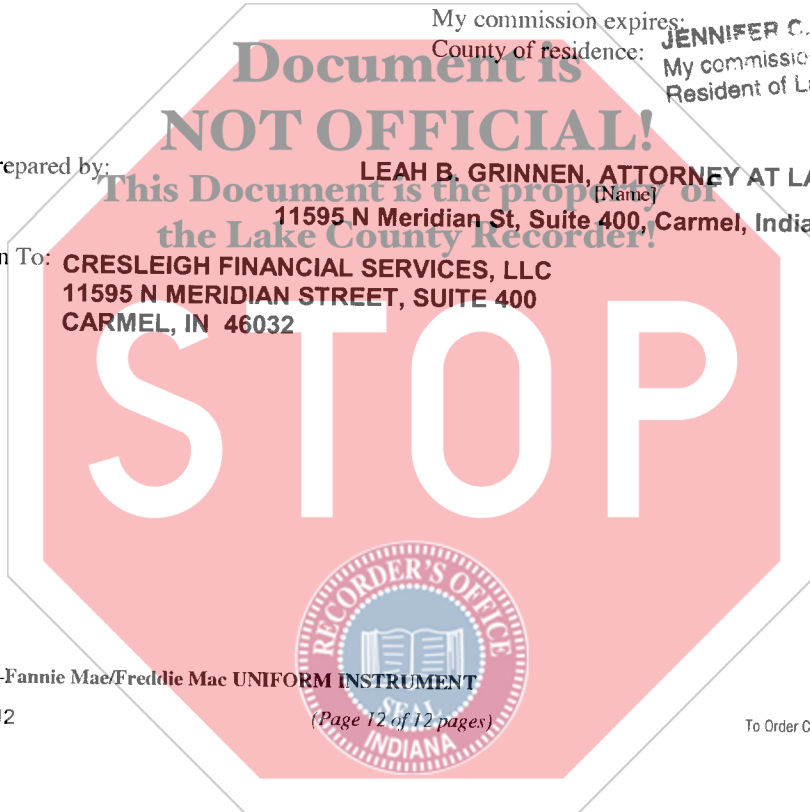 My commission expires:
County of residence:
JENNIFER C.
My commissio
Resident of La
Document is
NOT OFFICIAL!
This Document is the property of
the Lake County Recorder!
repared by:
LEAH B. GRINNEN, ATTORNEY AT LA
[Name]
11595 N Meridian St, Suite 400, Carmel, India
n To:
CRESLEIGH FINANCIAL SERVICES, LLC
11595 N MERIDIAN STREET, SUITE 400
CARMEL, IN 46032
STOP
RECORDER'S OFFICE
SEAL
INDIANA
-Fannie Mae/Freddie Mac UNIFORM INSTRUMENT
(Page 12 of 12 pages)
To Order C